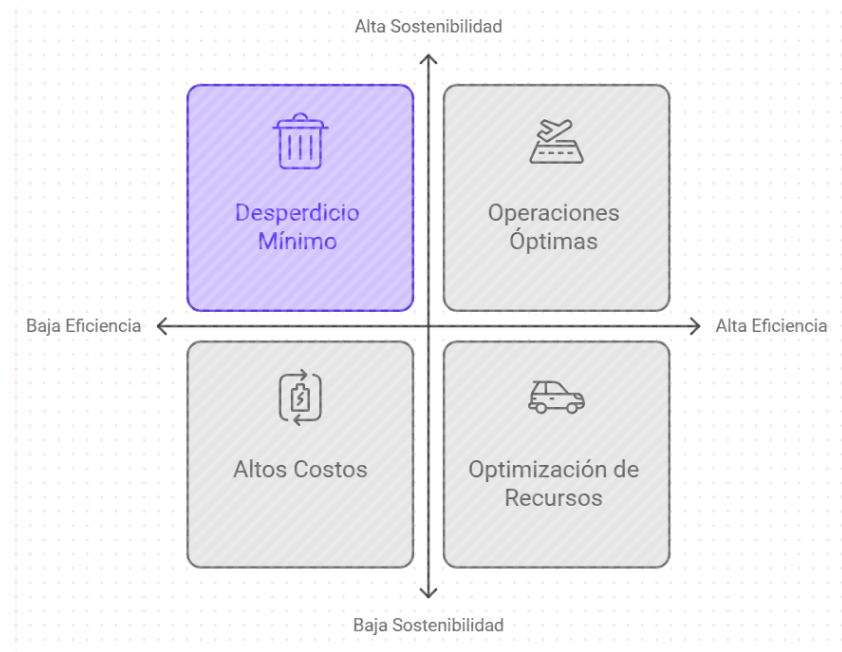 Alta Sostenibilidad
Desperdicio
Mínimo
Operaciones
Óptimas
Baja Eficiencia
Alta Eficiencia
Altos Costos
Optimización de
Recursos
Baja Sostenibilidad